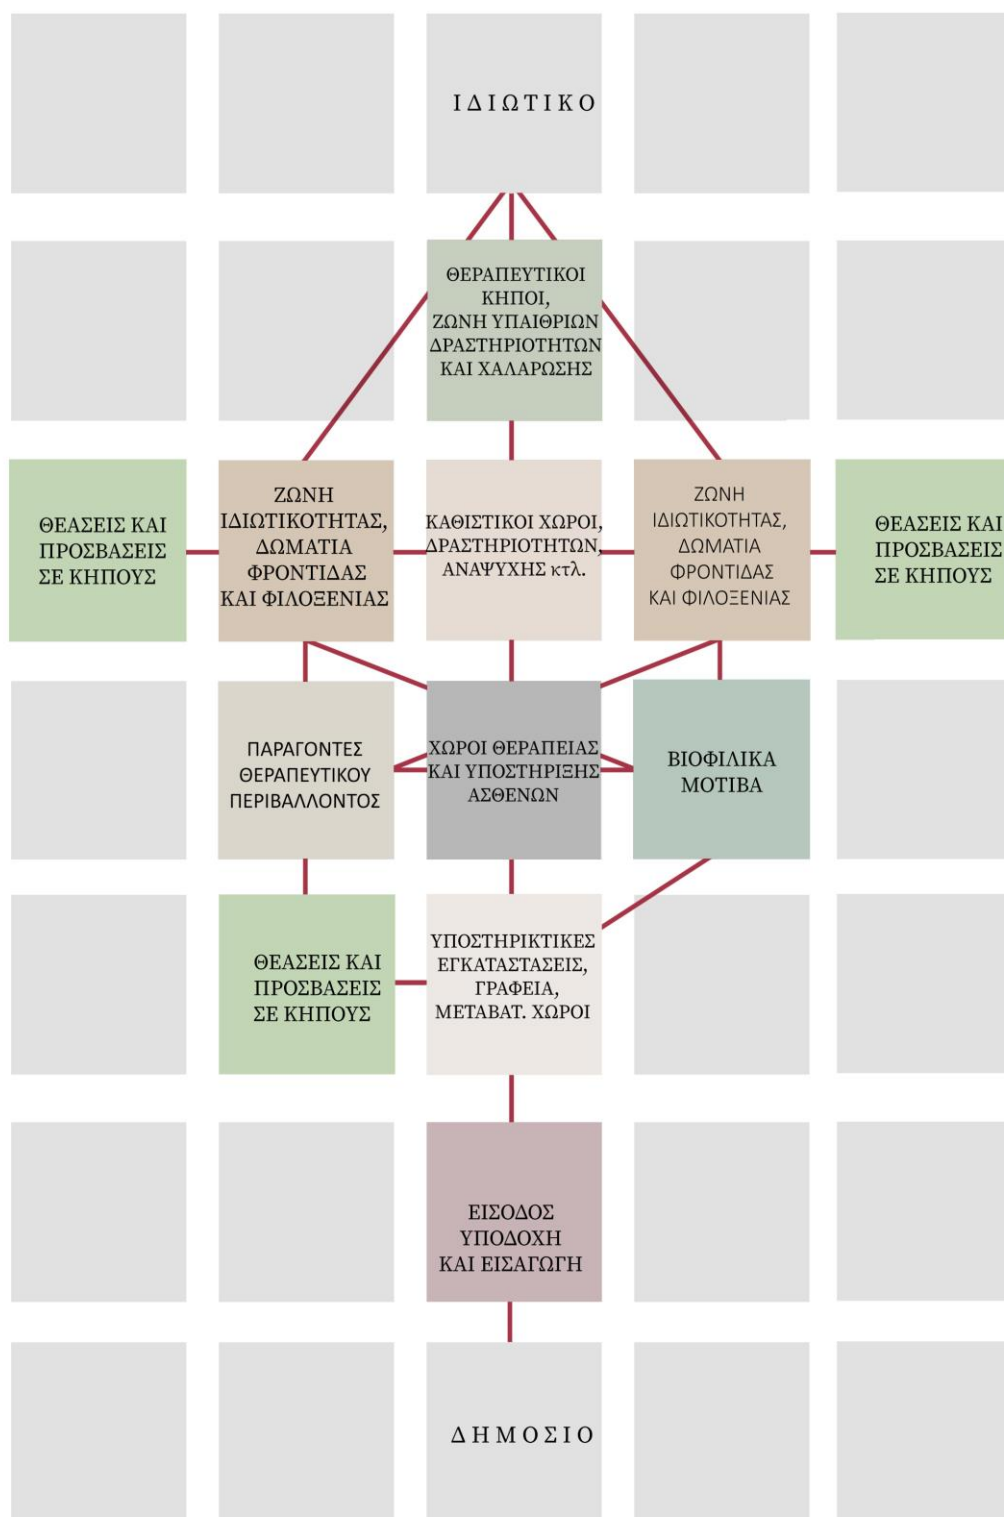 ΙΔΙΩΤΙΚΟ
ΘΕΡΑΠΕΥΤΙΚΟΙ
ΚΗΠΟΙ,
ΖΩΝΗ ΥΠΑΙΘΡΙΩΝ
ΔΡΑΣΤΗΡΙΟΤΗΤΩΝ
ΚΑΙ ΧΑΛΑΡΩΣΗΣ
ΘΕΑΣΕΙΣ ΚΑΙ
ΠΡΟΣΒΑΣΕΙΣ
ΣΕ ΚΗΠΟΥΣ
ΖΩΝΗ
ΙΔΙΩΤΙΚΟΤΗΤΑΣ,
ΔΩΜΑΤΙΑ
ΦΡΟΝΤΙΔΑΣ
ΚΑΙ ΦΙΛΟΞΕΝΙΑΣ
ΚΑΘΙΣΤΙΚΟΙ ΧΩΡΟΙ,
ΔΡΑΣΤΗΡΙΟΤΗΤΩΝ,
ΑΝΑΨΥΧΗΣ κτλ.
ΖΩΝΗ
ΙΔΙΩΤΙΚΟΤΗΤΑΣ,
ΔΩΜΑΤΙΑ
ΦΡΟΝΤΙΔΑΣ
ΚΑΙ ΦΙΛΟΞΕΝΙΑΣ
ΘΕΑΣΕΙΣ ΚΑΙ
ΠΡΟΣΒΑΣΕΙΣ
ΣΕ ΚΗΠΟΥΣ
ΠΑΡΑΓΟΝΤΕΣ
ΘΕΡΑΠΕΥΤΙΚΟΥ
ΠΕΡΙΒΑΛΛΟΝΤΟΣ
ΧΩΡΟΙ ΘΕΡΑΠΕΙΑΣ
ΚΑΙ ΥΠΟΣΤΗΡΙΞΗΣ
ΑΣΘΕΝΩΝ
ΒΙΟΦΙΛΙΚΑ
ΜΟΤΙΒΑ
ΘΕΑΣΕΙΣ ΚΑΙ
ΠΡΟΣΒΑΣΕΙΣ
ΣΕ ΚΗΠΟΥΣ
ΥΠΟΣΤΗΡΙΚΤΙΚΕΣ
ΕΓΚΑΤΑΣΤΑΣΕΙΣ,
ΓΡΑΦΕΙΑ,
ΜΕΤΑΒΑΤ. ΧΩΡΟΙ
ΕΙΣΟΔΟΣ
ΥΠΟΔΟΧΗ
ΚΑΙ ΕΙΣΑΓΩΓΗ
ΔΗΜΟΣΙΟ